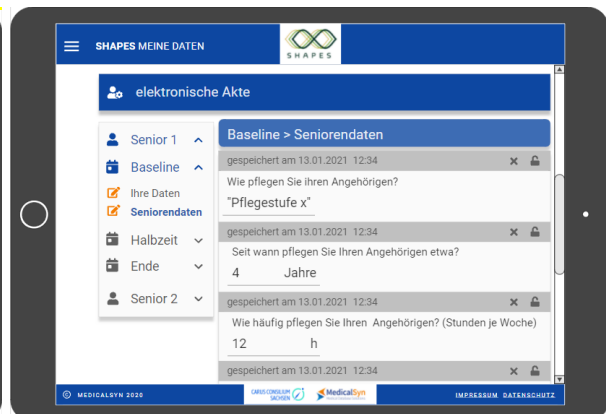 SHAPES MEINE DATEN
SHAPES
elektronische Akte
Senior 1
Baseline
Ihre Daten
Seniorendaten
Halbzeit
Ende
Senior 2
Baseline > Seniorendaten
gespeichert am 13.01.2021 12:34
Wie pflegen Sie ihren Angehörigen?
"Pflegestufe x"
gespeichert am 13.01.2021 12:34
Seit wann pflegen Sie Ihren Angehörigen etwa?
4 Jahre
gespeichert am 13.01.2021 12:34
Wie häufig pflegen Sie Ihren Angehörigen? (Stunden je Woche)
12 h
gespeichert am 13.01.2021 12:34
© MEDICALSYN 2020
CARUS CONSILIUM
SACHSEN
MedicalSyn
IMPRESSUM DATENSCHUTZ